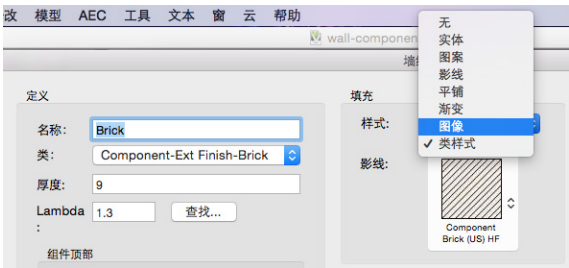 改 模型 AEC 工具 文本 窗 云 帮助
wall-componen
墙
定义
名称: Brick
类: Component-Ext Finish-Brick
厚度: 9
Lambda : 1.3 查找...
组件顶部
填充
样式:
无
实体
图案
影线
平铺
渐变
图像
✓ 类样式
影线:
Component
Brick (US) HF